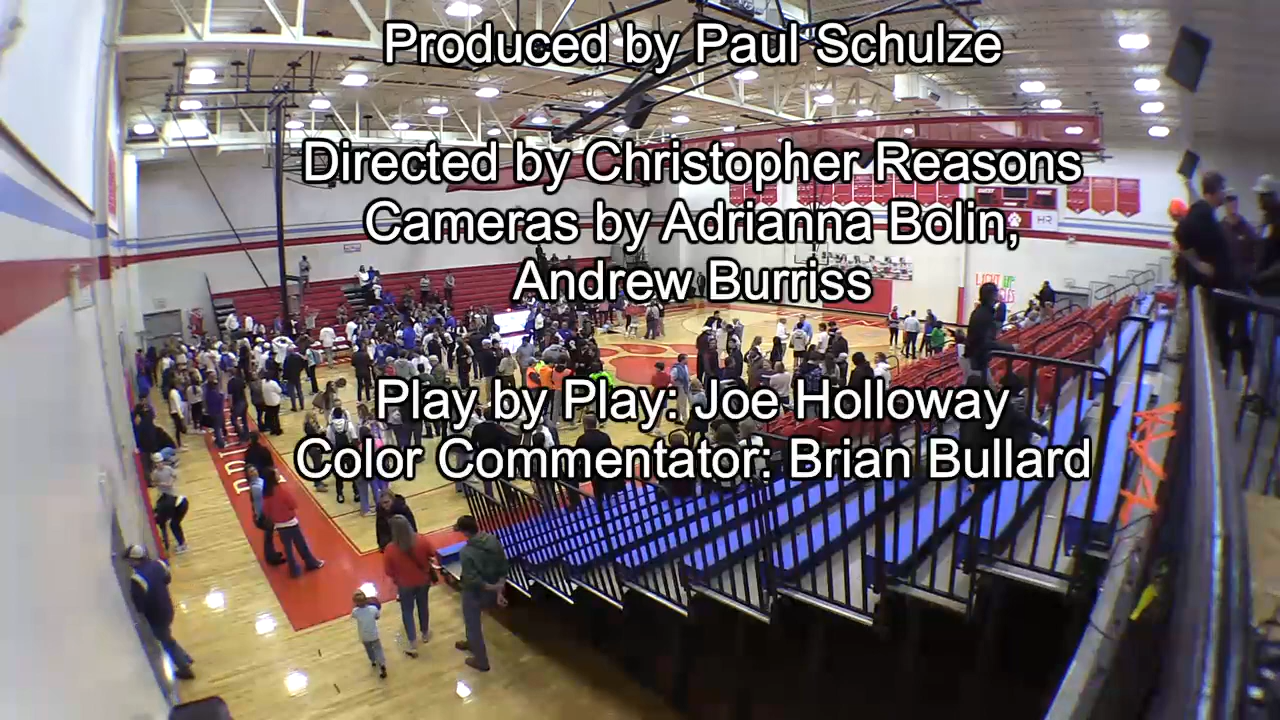 Produced by Paul Schulze
Directed by Christopher Reasons
Cameras by Adrianna Bolin,
Andrew Burriss
Play by Play: Joe Holloway
Color Commentator: Brian Bullard